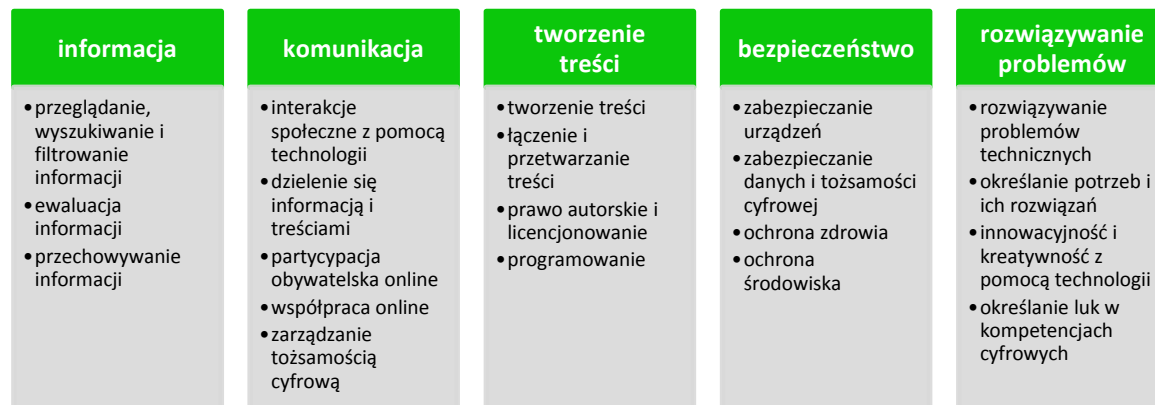 informacja
•przeglądanie,
wyszukiwanie i
filtrowanie
informacji
•ewaluacja
informacji
•przechowywanie
informacji
komunikacja
•interakcje
społeczne z pomocą
technologii
•dzielenie się
informacją i
treściami
•partycypacja
obywatelska online
•współpraca online
•zarządzanie
tożsamością
cyfrową
tworzenie
treści
•tworzenie treści
•łączenie i
przetwarzanie
treści
•prawo autorskie i
licencjonowanie
•programowanie
bezpieczeństwo
•zabezpieczanie
urządzeń
•zabezpieczanie
danych i tożsamości
cyfrowej
•ochrona zdrowia
•ochrona
środowiska
rozwiązywanie
problemów
•rozwiązywanie
problemów
technicznych
•określanie potrzeb i
ich rozwiązań
•innowacyjność i
kreatywność z
pomocą technologii
•określanie luk w
kompetencjach
cyfrowych